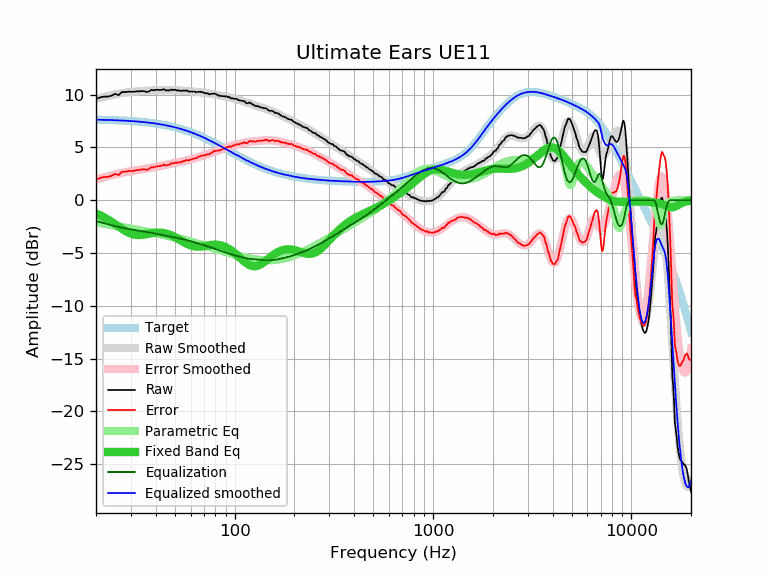 Ultimate Ears UE11
10
5
0
−5
−10
−15
−20
−25
Amplitude (dBr)
Target
Raw Smoothed
Error Smoothed
Raw
Error
Parametric Eq
Fixed Band Eq
Equalization
Equalized smoothed
100 1000 10000
Frequency (Hz)